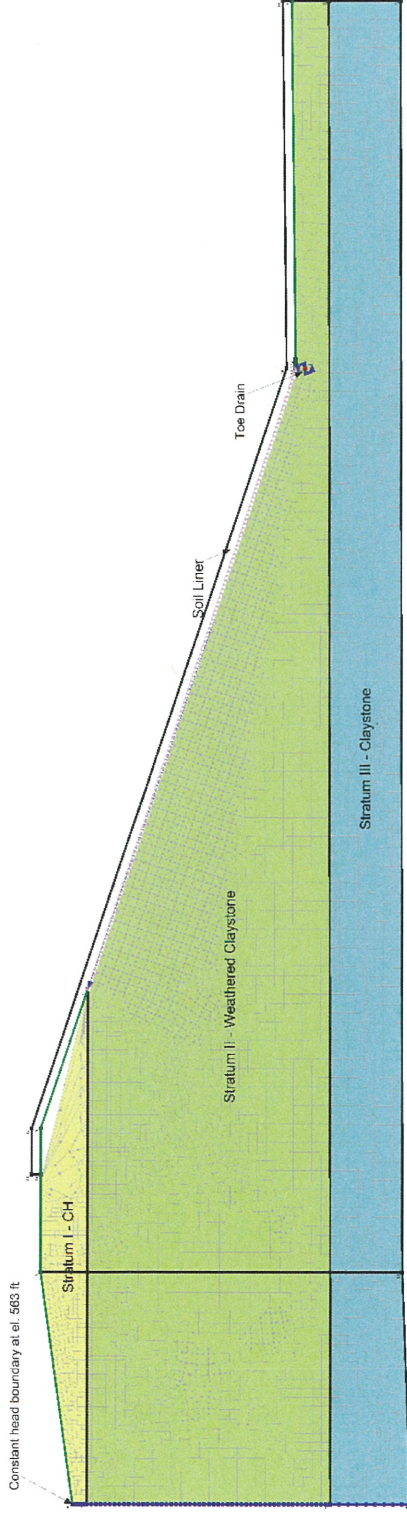 Constant head boundary at el. 563 ft
Stratum I - CH
Stratum II - Weathered Claystone
Soil Liner
Toe Drain
Stratum III - Claystone